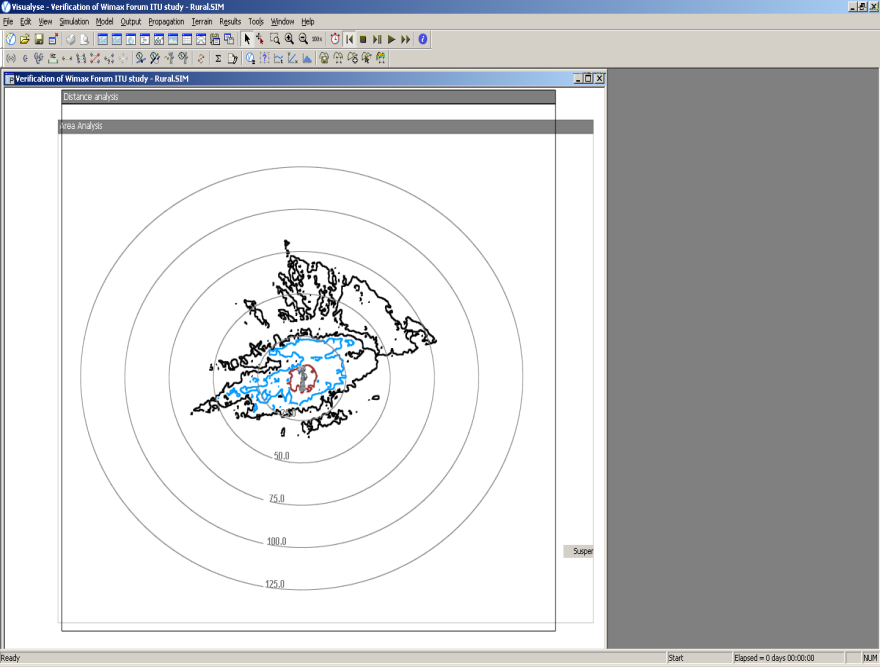 Visualyse - Verification of Wimax Forum ITU study - Rural.SIM
File Edit View Simulation Model Output Propagation Terrain Results Tools Window Help
Verification of Wimax Forum ITU study - Rural.SIM
Distance analysis
Area Analysis
50.0
75.0
100.0
Suspen
125.0
Ready Start Elapsed = 0 days 00:00:00 NUM